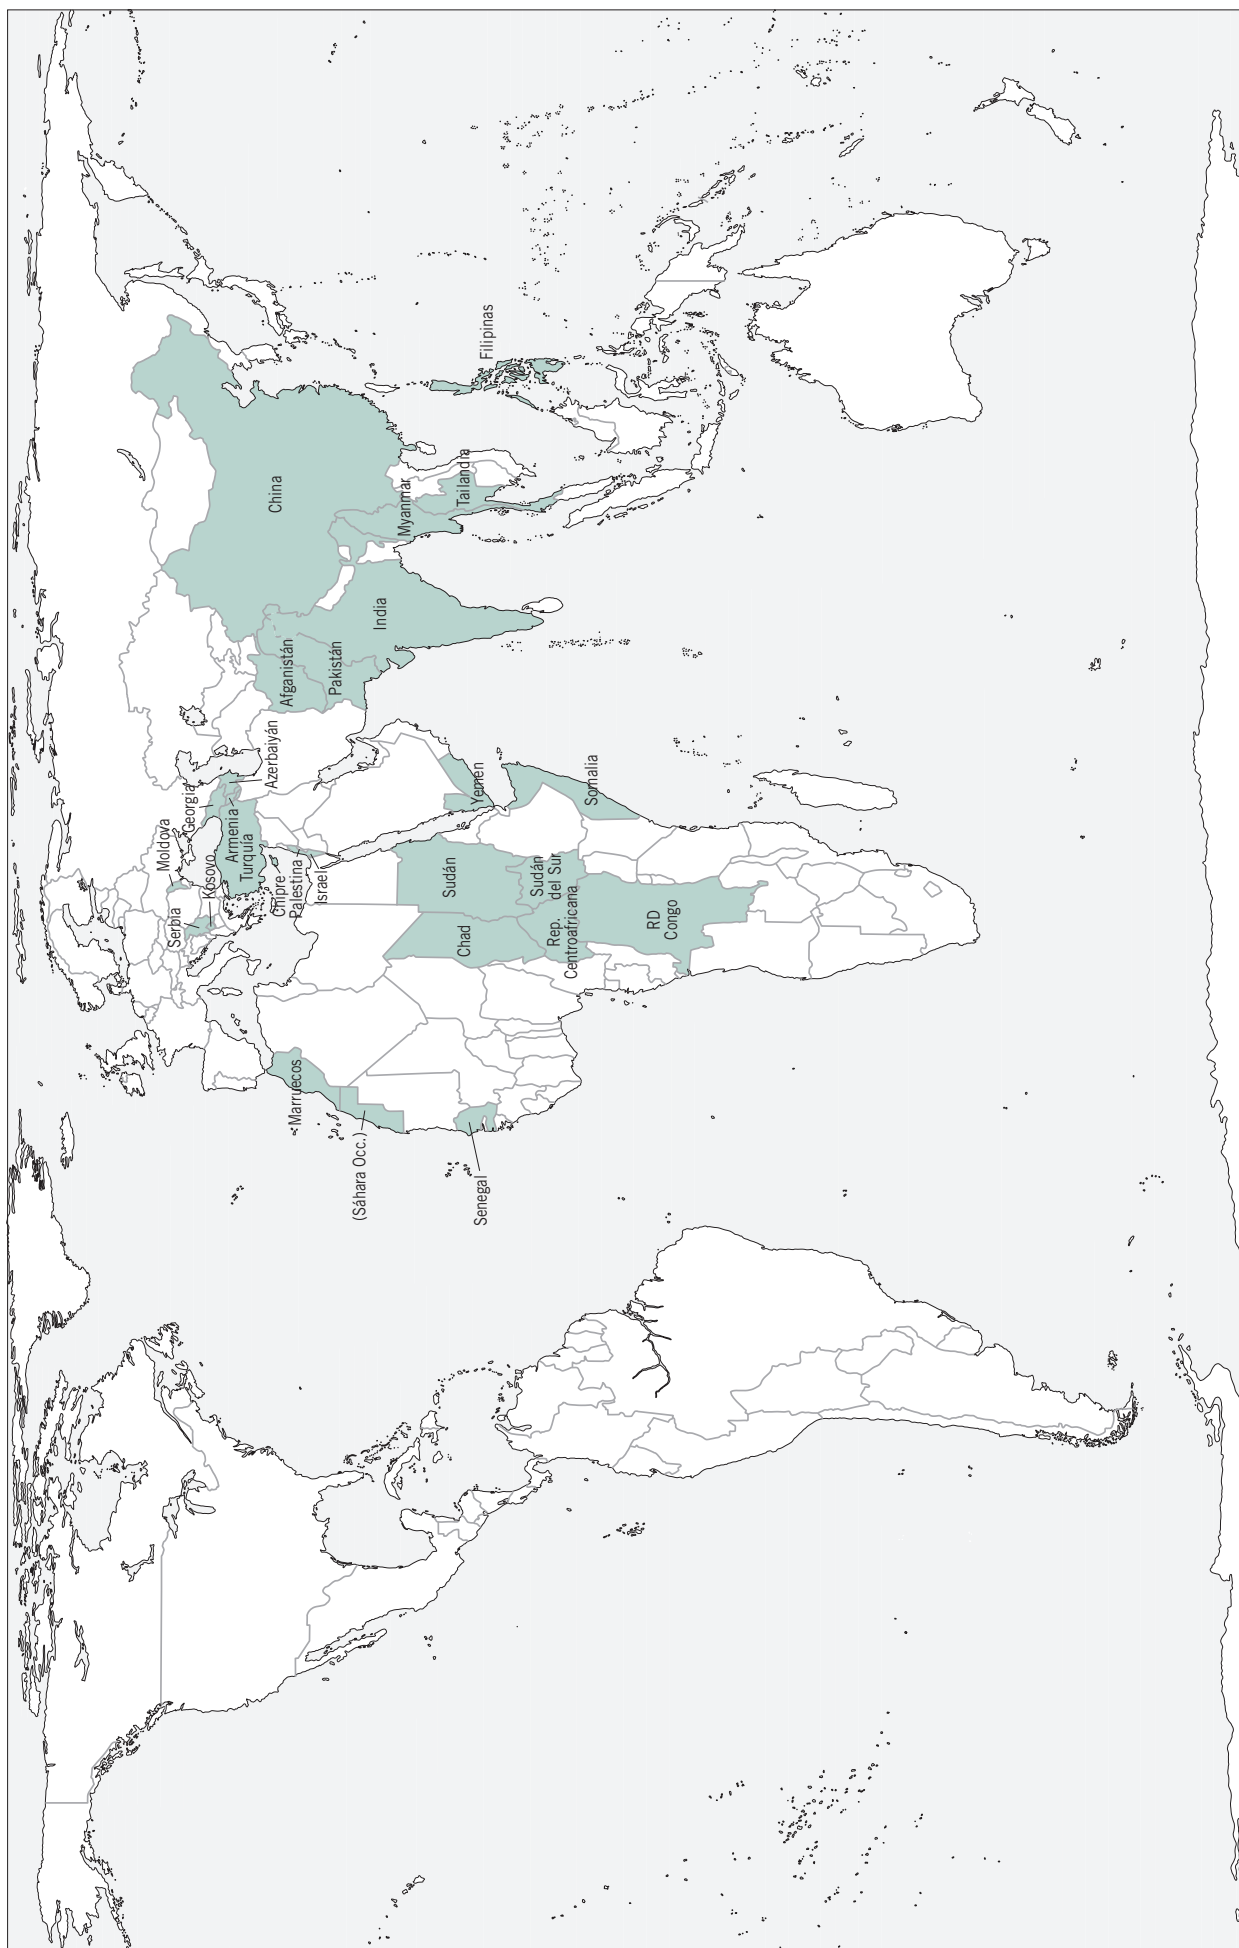 Moldova
Serbia
Kosovo
Georgia
Armenia
Turquía
Azerbaiyán
Chipre
Palestina
Israel
Marruecos
(Sáhara Occ.)
Senegal
Chad
Sudán
Sudán
del Sur
Rep.
Centroafricana
RD
Congo
Somalia
Yemen
Afganistán
Pakistán
India
China
Myanmar
Tailandia
Filipinas